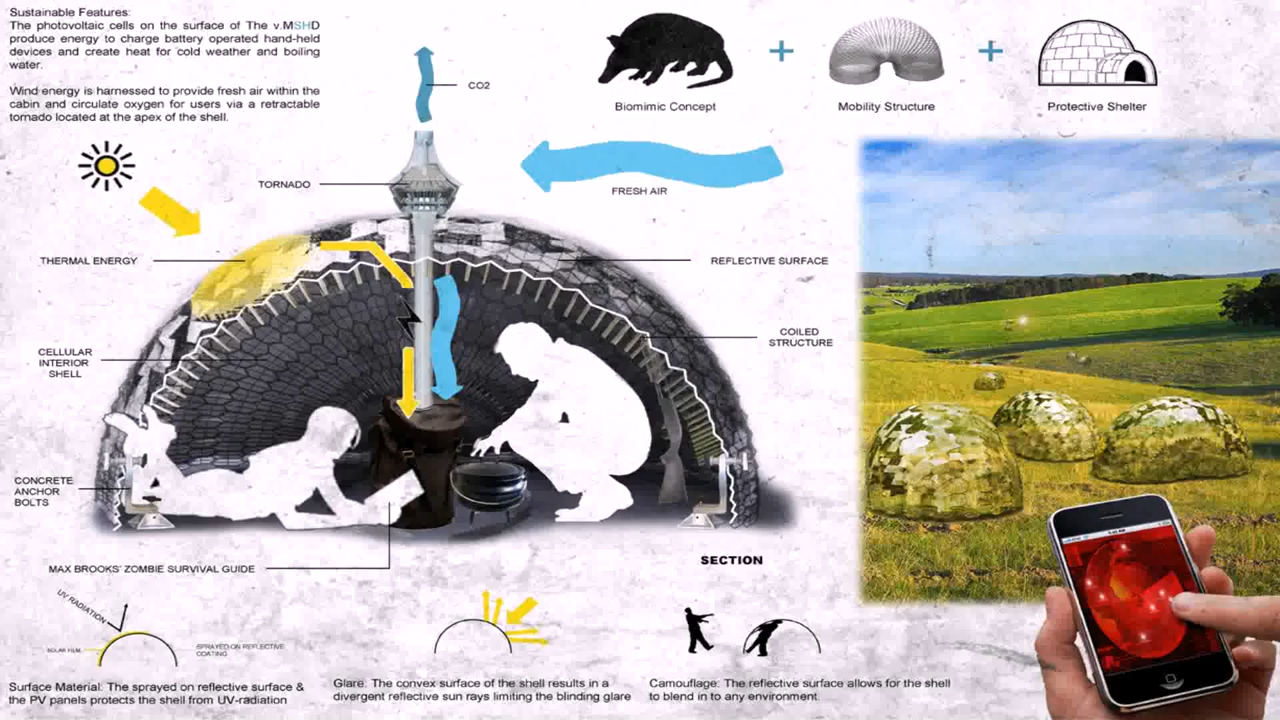 Sustainable Features:
The photovoltaic cells on the surface of The v.MSHD
produce energy to charge battery operated hand-held
devices and create heat for cold weather and boiling
water.
Wind energy is harnessed to provide fresh air within the
cabin and circulate oxygen for users via a retractable
tornado located at the apex of the shell.
CO2
Biomimic Concept
+
Mobility Structure
+
Protective Shelter
TORNADO
FRESH AIR
THERMAL ENERGY
REFLECTIVE SURFACE
COILED
STRUCTURE
CELLULAR
INTERIOR
SHELL
CONCRETE
ANCHOR
BOLTS
SECTION
MAX BROOKS' ZOMBIE SURVIVAL GUIDE
UV RADIATION
SOLAR FILM
SPRAYED ON REFLECTIVE
COATING
Surface Material: The sprayed on reflective surface &
the PV panels protects the shell from UV-radiation
Glare: The convex surface of the shell results in a
divergent reflective sun rays limiting the blinding glare
Camouflage: The reflective surface allows for the shell
to blend in to any environment.